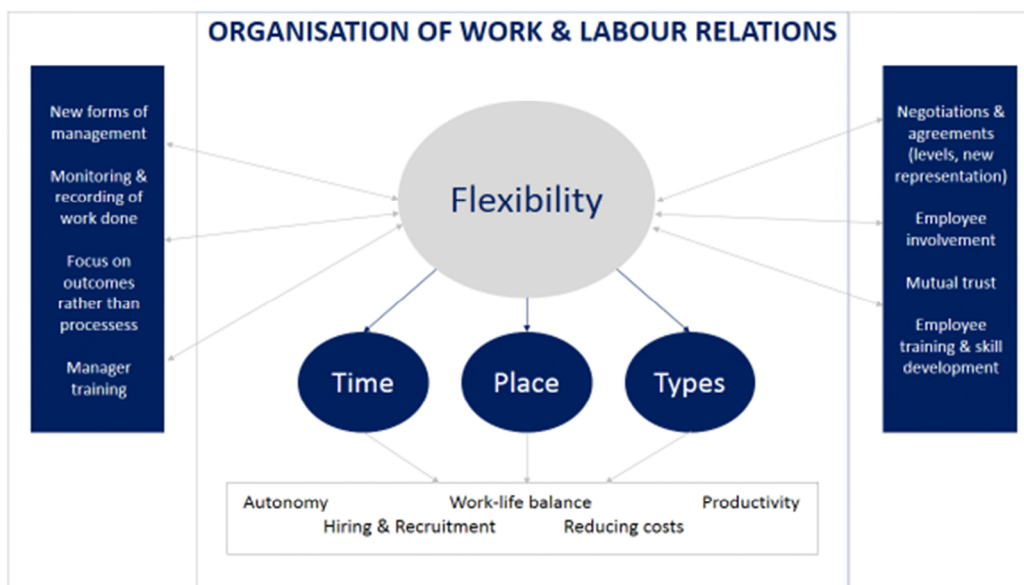 ORGANISATION OF WORK & LABOUR RELATIONS
New forms of
management
Monitoring &
recording of
work done
Focus on
outcomes
rather than
processess
Manager
training
Flexibility
Time
Place
Types
Autonomy
Work-life balance
Productivity
Hiring & Recruitment
Reducing costs
Negotiations &
agreements
(levels, new
representation)
Employee
involvement
Mutual trust
Employee
training & skill
development